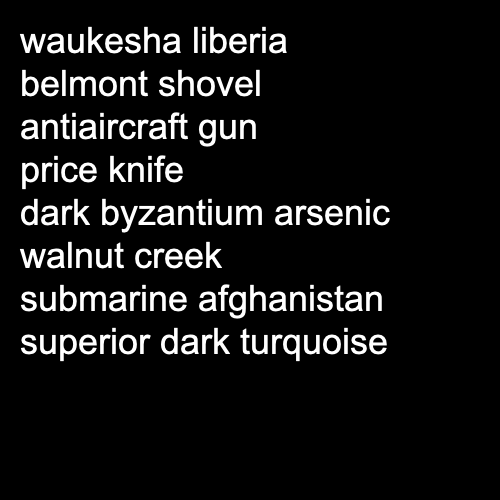 waukesha liberia
belmont shovel
antiaircraft gun
price knife
dark byzantium arsenic
walnut creek
submarine afghanistan
superior dark turquoise